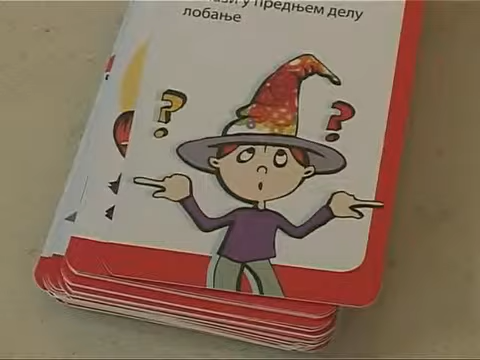 у предњем делу
лобање
? ?